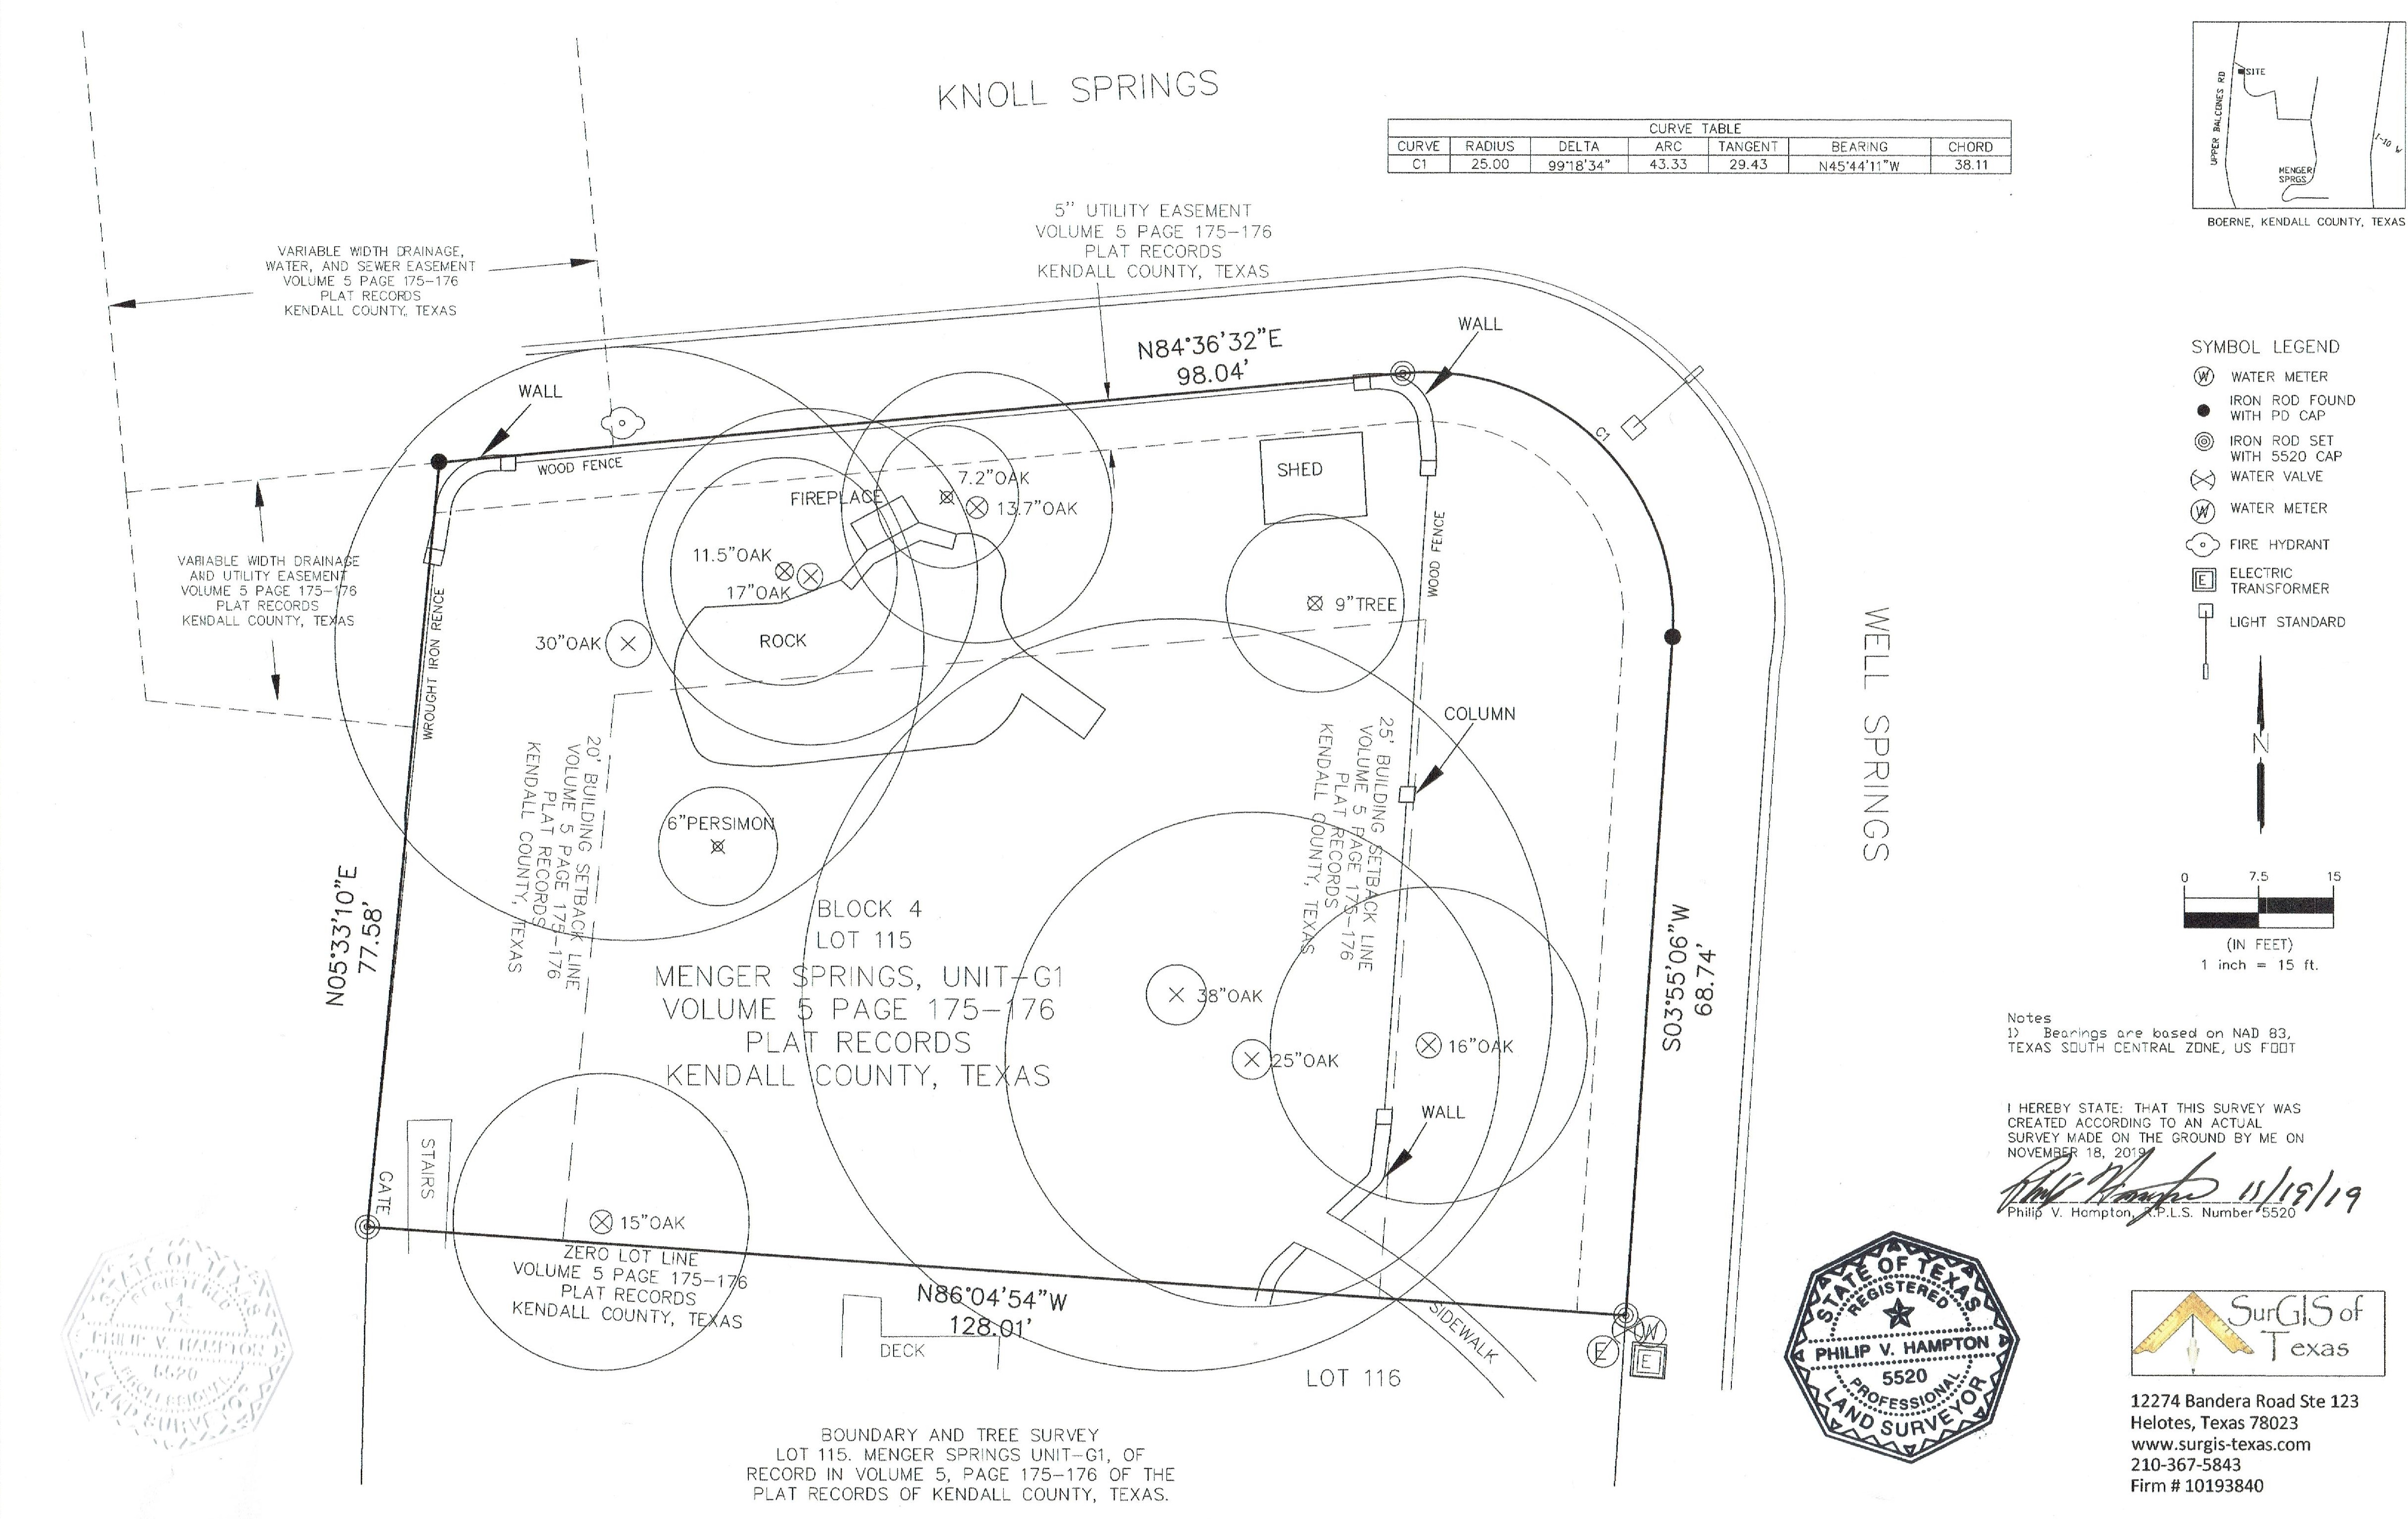 KNOLL SPRINGS
CURVE TABLE
CURVE RADIUS DELTA ARC TANGENT BEARING CHORD
C1 25.00 99°18'34" 43.33 29.43 N45°44'11"W 38.11
UPPER BALCONES RD
SITE
I-10 W
MENGER
SPRGS
BOERNE, KENDALL COUNTY, TEXAS
5" UTILITY EASEMENT
VOLUME 5 PAGE 175-176
PLAT RECORDS
KENDALL COUNTY, TEXAS
VARIABLE WIDTH DRAINAGE,
WATER, AND SEWER EASEMENT
VOLUME 5 PAGE 175-176
PLAT RECORDS
KENDALL COUNTY, TEXAS
N84°36'32"E
98.04'
WALL
WALL
C1
WOOD FENCE
SHED
FIREPLACE
7.2"OAK
13.7"OAK
11.5"OAK
17"OAK
30"OAK
ROCK
9"TREE
WOOD FENCE
VARIABLE WIDTH DRAINAGE
AND UTILITY EASEMENT
VOLUME 5 PAGE 175-176
PLAT RECORDS
KENDALL COUNTY, TEXAS
WROUGHT IRON RENCE
WELL SPRINGS
COLUMN
20' BUILDING SETBACK LINE
VOLUME 5 PAGE 175-176
PLAT RECORDS
KENDALL COUNTY, TEXAS
25' BUILDING SETBACK LINE
VOLUME 5 PAGE 175-176
PLAT RECORDS
KENDALL COUNTY, TEXAS
6"PERSIMON
N05°33'10"E
77.58'
BLOCK 4
LOT 115
MENGER SPRINGS, UNIT-G1
VOLUME 5 PAGE 175-176
PLAT RECORDS
KENDALL COUNTY, TEXAS
38"OAK
25"OAK
16"OAK
S03°55'06"W
68.74'
WALL
STAIRS
GATE
15"OAK
ZERO LOT LINE
VOLUME 5 PAGE 175-176
PLAT RECORDS
KENDALL COUNTY, TEXAS
N86°04'54"W
128.01'
DECK
SIDEWALK
LOT 116
E
W
E
BOUNDARY AND TREE SURVEY
LOT 115. MENGER SPRINGS UNIT-G1, OF
RECORD IN VOLUME 5, PAGE 175-176 OF THE
PLAT RECORDS OF KENDALL COUNTY, TEXAS.
SYMBOL LEGEND
W WATER METER
IRON ROD FOUND
WITH PD CAP
IRON ROD SET
WITH 5520 CAP
WATER VALVE
W WATER METER
FIRE HYDRANT
E ELECTRIC
TRANSFORMER
LIGHT STANDARD
N
0 7.5 15
(IN FEET)
1 inch = 15 ft.
Notes
1) Bearings are based on NAD 83,
TEXAS SOUTH CENTRAL ZONE, US FOOT
I HEREBY STATE: THAT THIS SURVEY WAS
CREATED ACCORDING TO AN ACTUAL
SURVEY MADE ON THE GROUND BY ME ON
NOVEMBER 18, 2019
11/19/19
Philip V. Hampton, R.P.L.S. Number 5520
STATE OF TEXAS
REGISTERED
PHILIP V. HAMPTON
5520
PROFESSIONAL
LAND SURVEYOR
STATE OF TEXAS
REGISTERED
PHILIP V. HAMPTON
5520
PROFESSIONAL
LAND SURVEYOR
SurGIS of
Texas
12274 Bandera Road Ste 123
Helotes, Texas 78023
www.surgis-texas.com
210-367-5843
Firm # 10193840